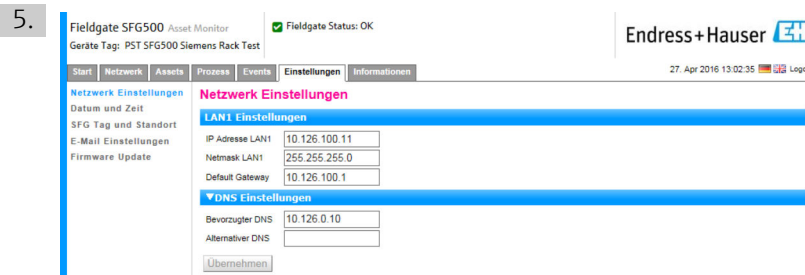 5.
Fieldgate SFG500 Asset Monitor
Fieldgate Status: OK
Geräte Tag: PST SFG500 Siemens Rack Test
Endress+Hauser EH
Start Netzwerk Assets Prozess Events Einstellungen Informationen
27. Apr 2016 13:02:35
Netzwerk Einstellungen
Datum und Zeit
SFG Tag und Standort
E-Mail Einstellungen
Firmware Update
Netzwerk Einstellungen
LAN1 Einstellungen
IP Adresse LAN1 10.126.100.11
Netmask LAN1 255.255.255.0
Default Gateway 10.126.100.1
▼DNS Einstellungen
Bevorzugter DNS 10.126.0.10
Alternativer DNS
Übernehmen